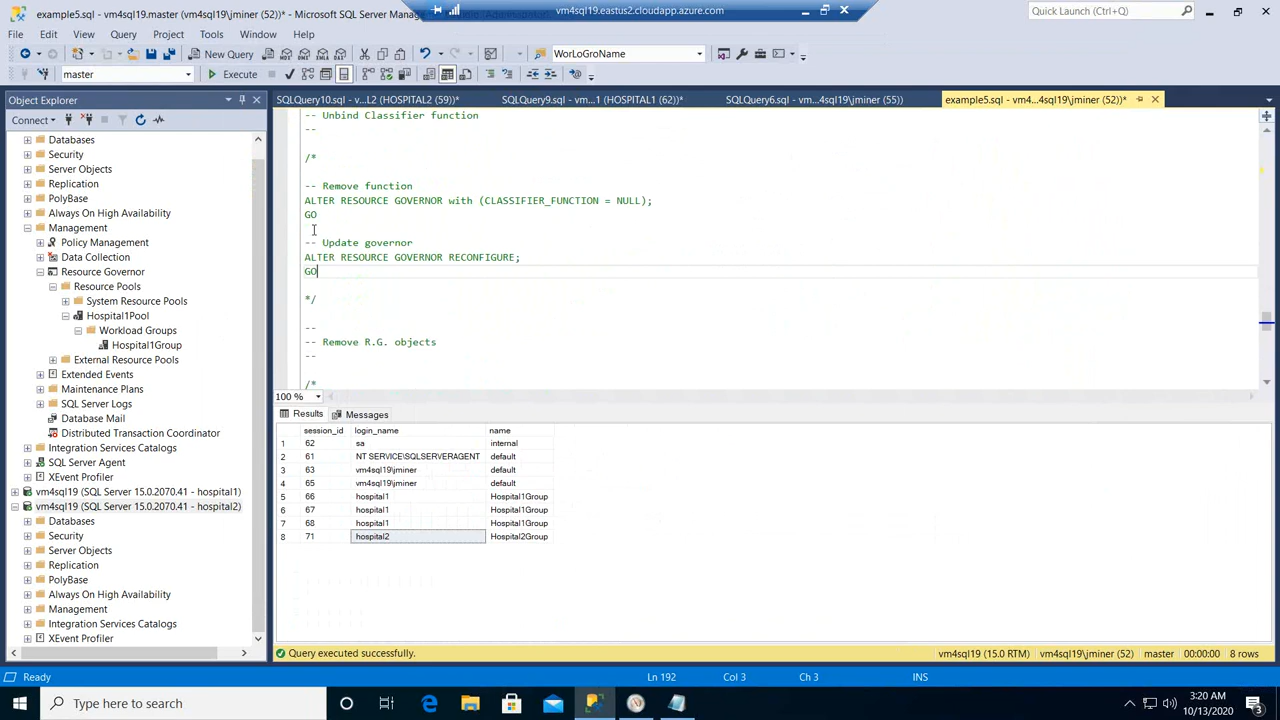 example5.sql - vm4sql19.master (vm4sql19\jminer (52))* - Microsoft SQL Server Man
vm4sql19.eastus2.cloudapp.azure.com
Quick Launch (Ctrl+Q)
File Edit View Query Project Tools Window Help
New Query
WorLoGroName
master
Execute
Object Explorer
SQLQuery10.sql - v...L2 (HOSPITAL2 (59))*
SQLQuery9.sql - vm...1 (HOSPITAL1 (62))*
SQLQuery6.sql - vm...4sql19\jminer (55))
example5.sql - vm4...4sql19\jminer (52))*
Connect
Databases
Security
Server Objects
Replication
PolyBase
Always On High Availability
Management
Policy Management
Data Collection
Resource Governor
Resource Pools
System Resource Pools
Hospital1Pool
Workload Groups
Hospital1Group
External Resource Pools
Extended Events
Maintenance Plans
SQL Server Logs
Database Mail
Distributed Transaction Coordinator
Integration Services Catalogs
SQL Server Agent
XEvent Profiler
vm4sql19 (SQL Server 15.0.2070.41 - hospital1)
vm4sql19 (SQL Server 15.0.2070.41 - hospital2)
Databases
Security
Server Objects
Replication
PolyBase
Always On High Availability
Management
Integration Services Catalogs
XEvent Profiler
-- Unbind Classifier function
--
/*
-- Remove function
ALTER RESOURCE GOVERNOR with (CLASSIFIER_FUNCTION = NULL);
GO
-- Update governor
ALTER RESOURCE GOVERNOR RECONFIGURE;
GO
*/
--
-- Remove R.G. objects
--
/*
100 %
Results Messages
session_id login_name name
1 62 sa internal
2 61 NT SERVICE\SQLSERVERAGENT default
3 63 vm4sql19\jminer default
4 65 vm4sql19\jminer default
5 66 hospital1 Hospital1Group
6 67 hospital1 Hospital1Group
7 68 hospital1 Hospital1Group
8 71 hospital2 Hospital2Group
Query executed successfully.
vm4sql19 (15.0 RTM) vm4sql19\jminer (52) master 00:00:00 8 rows
Ready
Ln 192 Col 3 Ch 3 INS
Type here to search
3:20 AM
10/13/2020
3